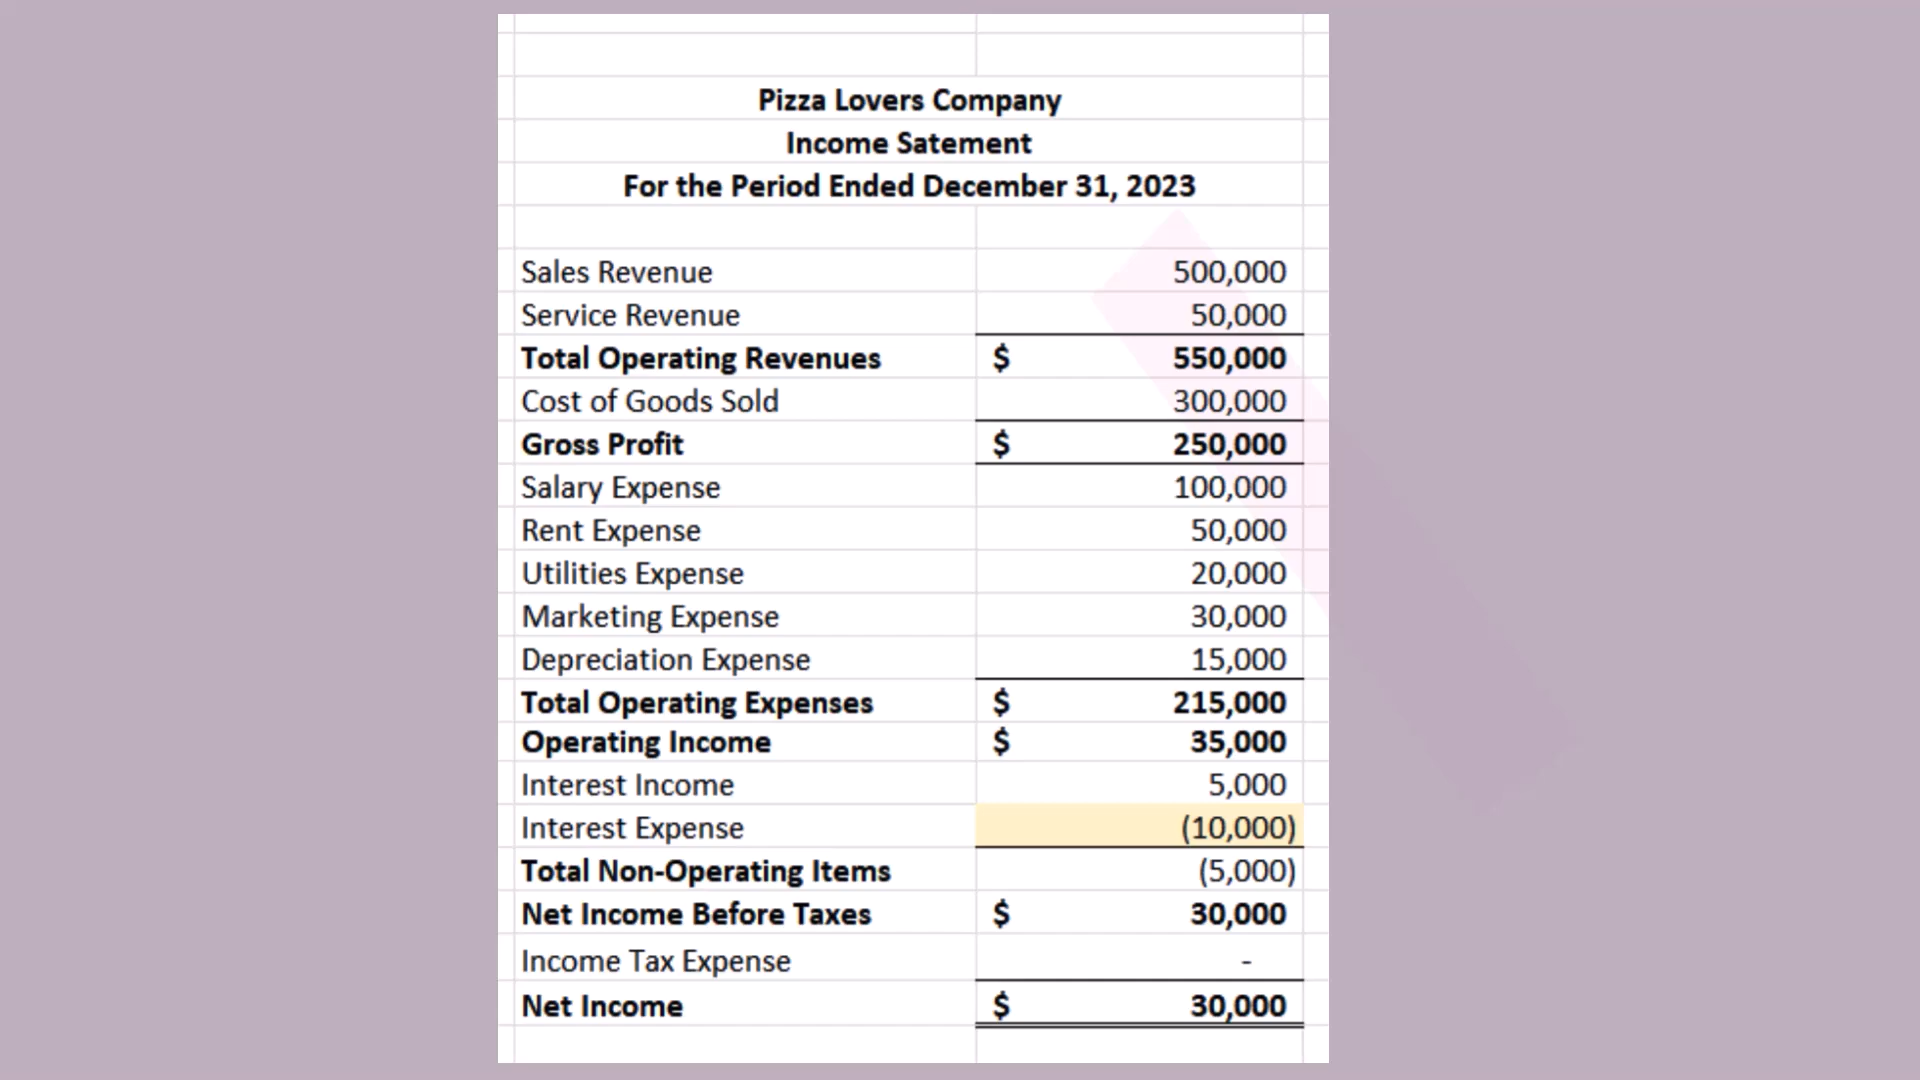 Pizza Lovers Company
Income Satement
For the Period Ended December 31, 2023
Sales Revenue 500,000
Service Revenue 50,000
Total Operating Revenues $ 550,000
Cost of Goods Sold 300,000
Gross Profit $ 250,000
Salary Expense 100,000
Rent Expense 50,000
Utilities Expense 20,000
Marketing Expense 30,000
Depreciation Expense 15,000
Total Operating Expenses $ 215,000
Operating Income $ 35,000
Interest Income 5,000
Interest Expense (10,000)
Total Non-Operating Items (5,000)
Net Income Before Taxes $ 30,000
Income Tax Expense -
Net Income $ 30,000